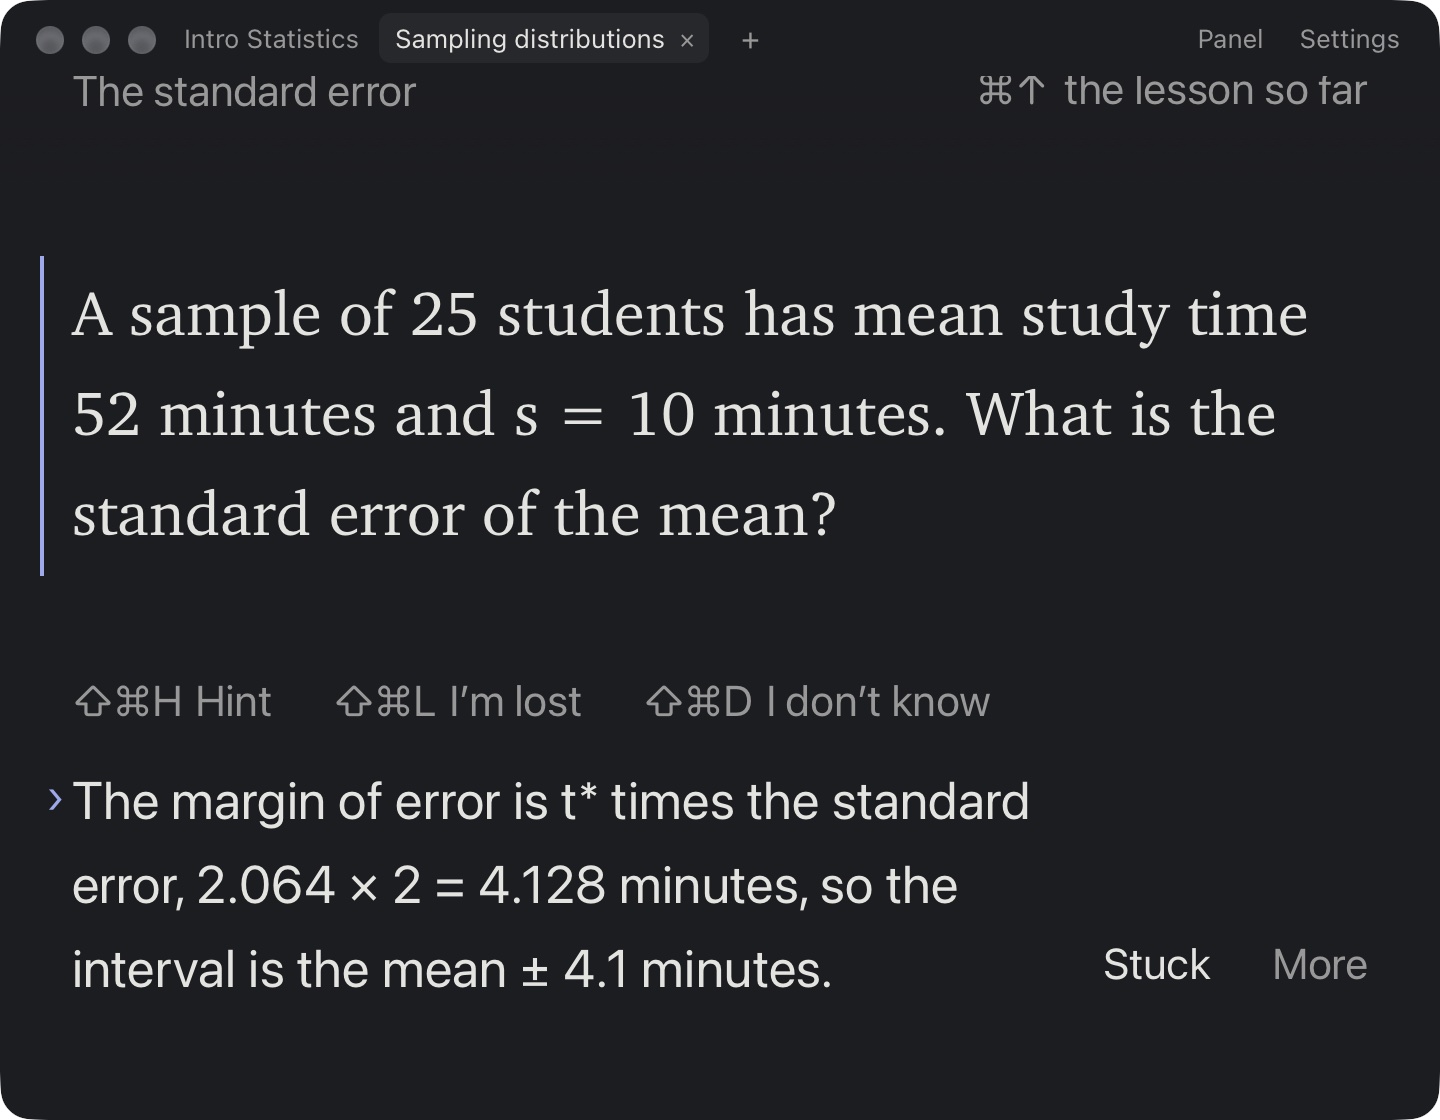 Intro Statistics Sampling distributions × + Panel Settings
The standard error ⌘↑ the lesson so far
A sample of 25 students has mean study time
52 minutes and s = 10 minutes. What is the
standard error of the mean?
⇧⌘H Hint ⇧⌘L I’m lost ⇧⌘D I don’t know
› The margin of error is t* times the standard
error, 2.064 × 2 = 4.128 minutes, so the
interval is the mean ± 4.1 minutes.
Stuck More